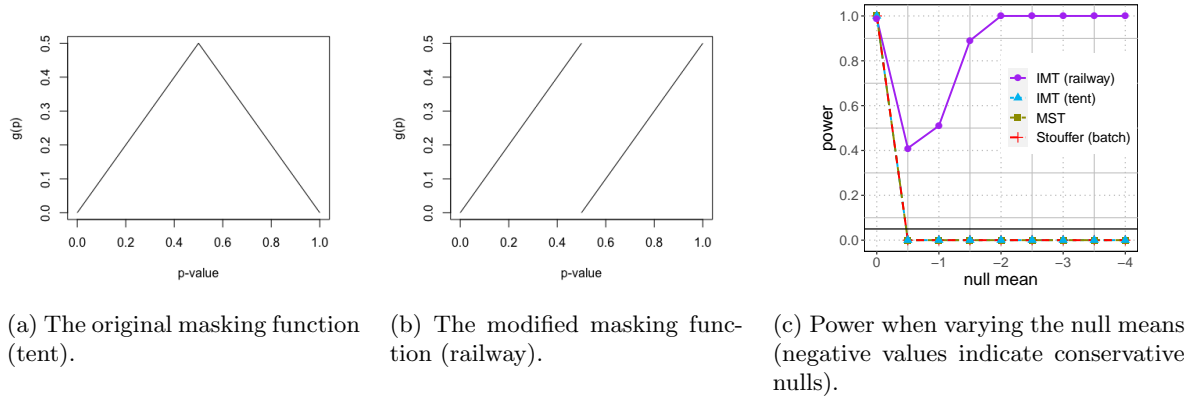 0.5
0.4
0.3
0.2
0.1
0.0
g(p)
0.0 0.2 0.4 0.6 0.8 1.0
p-value
0.5
0.4
0.3
0.2
0.1
0.0
g(p)
0.0 0.2 0.4 0.6 0.8 1.0
p-value
1.0
0.8
0.6
0.4
0.2
0.0
power
IMT (railway)
IMT (tent)
MST
Stouffer (batch)
0 −1 −2 −3 −4
null mean
(a) The original masking function
(tent).
(b) The modified masking func-
tion (railway).
(c) Power when varying the null means
(negative values indicate conservative
nulls).